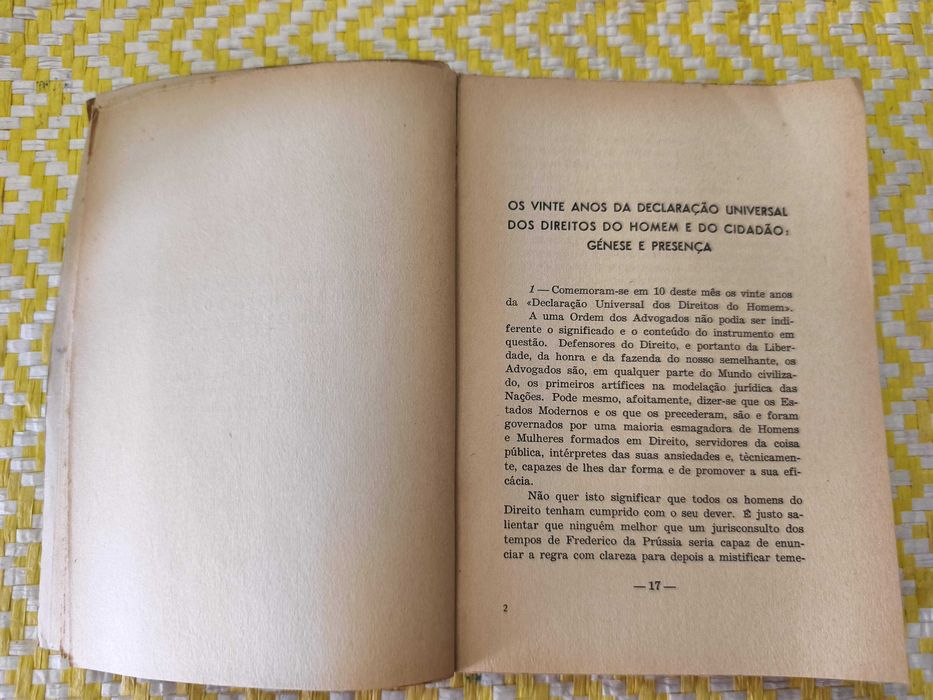 OS VINTE ANOS DA DECLARAÇÃO UNIVERSAL
DOS DIREITOS DO HOMEM E DO CIDADÃO:
GÉNESE E PRESENÇA
1 — Comemoram-se em 10 deste mês os vinte anos
da «Declaração Universal dos Direitos do Homem».
A uma Ordem dos Advogados não podia ser indi-
ferente o significado e o conteúdo do instrumento em
questão. Defensores do Direito, e portanto da Liber-
dade, da honra e da fazenda do nosso semelhante, os
Advogados são, em qualquer parte do Mundo civiliza-
do, os primeiros artífices na modelação jurídica das
Nações. Pode mesmo, afoitamente, dizer-se que os Es-
tados Modernos e os que os precederam, são e foram
governados por uma maioria esmagadora de Homens
e Mulheres formados em Direito, servidores da coisa
pública, intérpretes das suas ansiedades e, tècnicamen-
te, capazes de lhes dar forma e de promover a sua efi-
cácia.
Não quer isto significar que todos os homens do
Direito tenham cumprido com o seu dever. É justo sa-
lientar que ninguém melhor que um jurisconsulto dos
tempos de Frederico da Prússia seria capaz de enun-
ciar a regra com clareza para depois a mistificar teme-
— 17 —
2